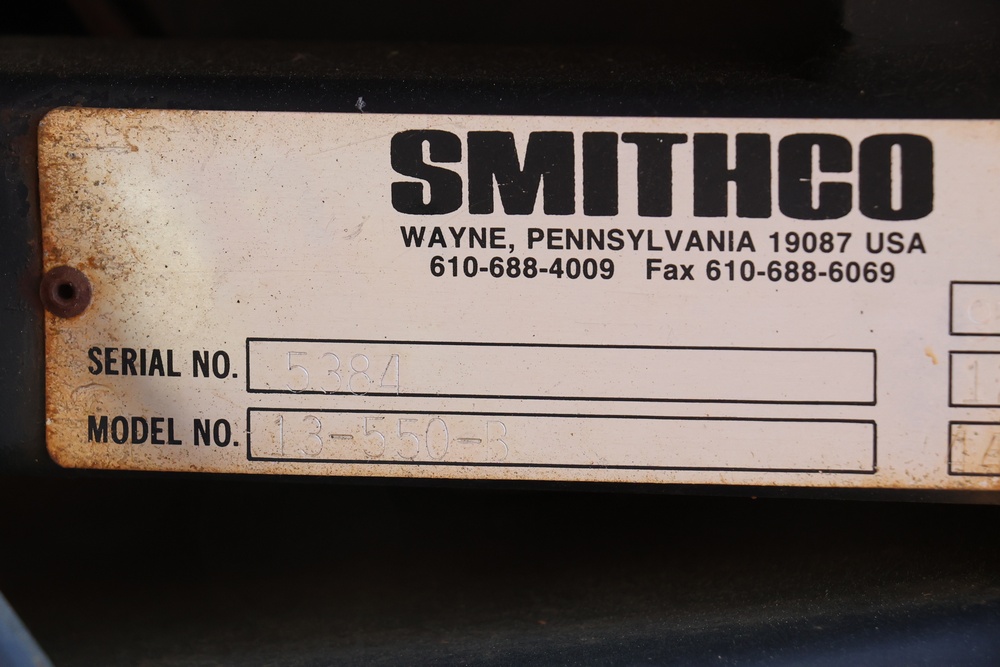 SMITHCO
WAYNE, PENNSYLVANIA 19087 USA
610-688-4009 Fax 610-688-6069
SERIAL NO. 5384
MODEL NO. 13-550-B